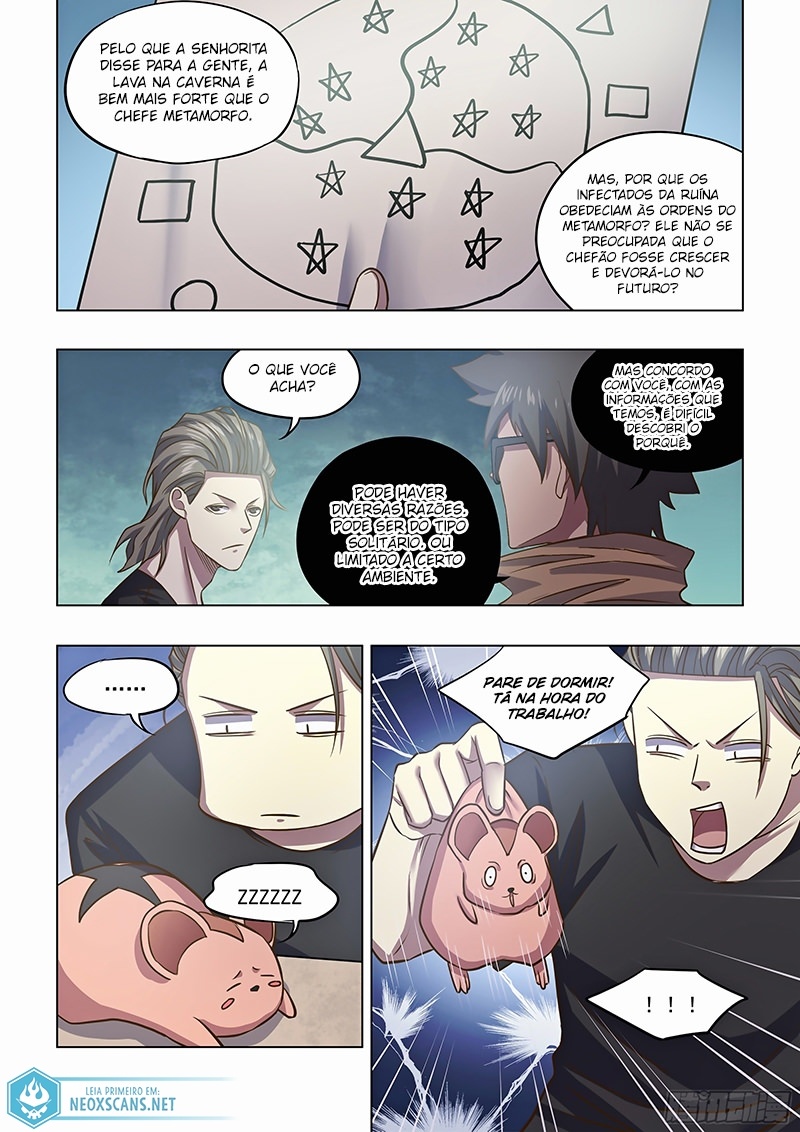 PELO QUE A SENHORITA
DISSE PARA A GENTE, A
LAVA NA CAVERNA É
BEM MAIS FORTE QUE O
CHEFE METAMORFO.
MAS, POR QUE OS
INFECTADOS DA RUÍNA
OBEDECIAM ÀS ORDENS DO
METAMORFO? ELE NÃO SE
PREOCUPADA QUE O
CHEFÃO FOSSE CRESCER
E DEVORÁ-LO NO
FUTURO?
O QUE VOCÊ
ACHA?
PODE HAVER
DIVERSAS RAZÕES.
PODE SER DO TIPO
SOLITÁRIO, OU
LIMITADO A CERTO
AMBIENTE.
MAS CONCORDO
COM VOCÊ, COM AS
INFORMAÇÕES QUE
TEMOS, É DIFÍCIL
DESCOBRI O
PORQUÊ.
......
ZZZZZZ
PARE DE DORMIR!
TÁ NA HORA DO
TRABALHO!
! ! !
LEIA PRIMEIRO EM:
NEOXSCANS.NET
腾讯动漫